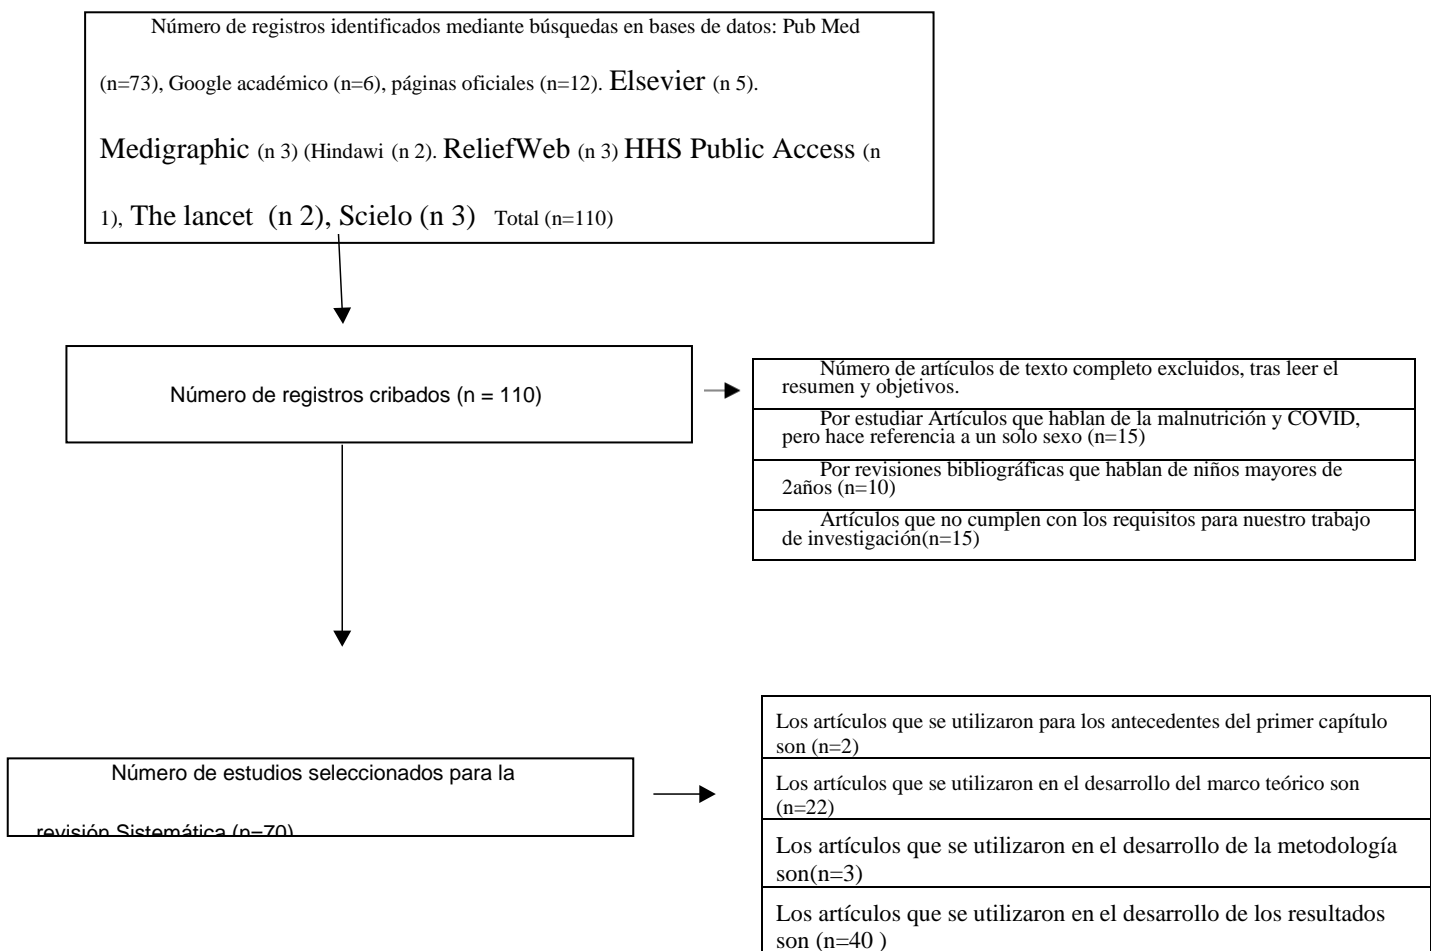 Número de registros identificados mediante búsquedas en bases de datos: Pub Med
(n=73), Google académico (n=6), páginas oficiales (n=12). Elsevier (n 5).
Medigraphic (n 3) (Hindawi (n 2). ReliefWeb (n 3) HHS Public Access (n
1), The lancet (n 2), Scielo (n 3) Total (n=110)
Número de registros cribados (n = 110)
Número de artículos de texto completo excluidos, tras leer el
resumen y objetivos.
Por estudiar Artículos que hablan de la malnutrición y COVID,
pero hace referencia a un solo sexo (n=15)
Por revisiones bibliográficas que hablan de niños mayores de
2años (n=10)
Artículos que no cumplen con los requisitos para nuestro trabajo
de investigación(n=15)
Número de estudios seleccionados para la
revisión Sistemática (n=70)
Los artículos que se utilizaron para los antecedentes del primer capítulo
son (n=2)
Los artículos que se utilizaron en el desarrollo del marco teórico son
(n=22)
Los artículos que se utilizaron en el desarrollo de la metodología
son(n=3)
Los artículos que se utilizaron en el desarrollo de los resultados
son (n=40 )